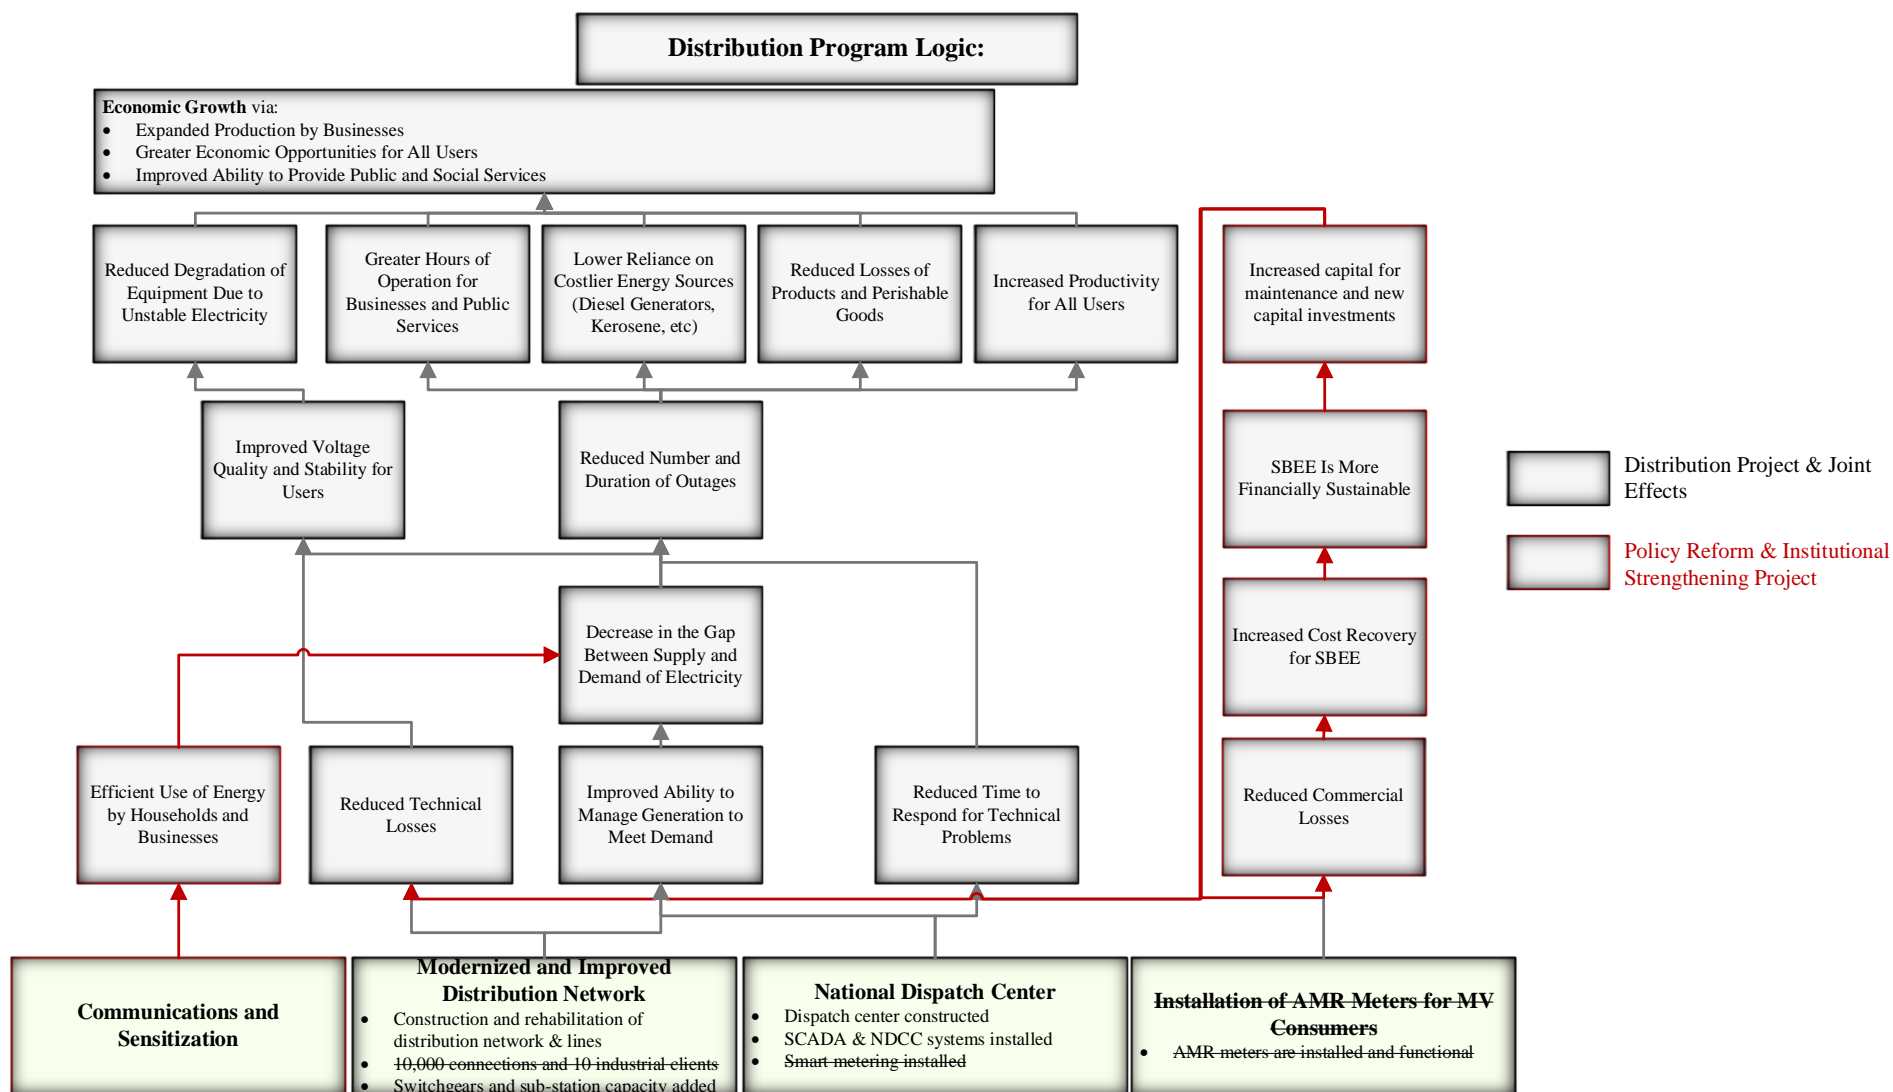 Distribution Program Logic:
Economic Growth via:
• Expanded Production by Businesses
• Greater Economic Opportunities for All Users
• Improved Ability to Provide Public and Social Services
Reduced Degradation of
Equipment Due to
Unstable Electricity
Greater Hours of
Operation for
Businesses and Public
Services
Lower Reliance on
Costlier Energy Sources
(Diesel Generators,
Kerosene, etc)
Reduced Losses of
Products and Perishable
Goods
Increased Productivity
for All Users
Increased capital for
maintenance and new
capital investments
Improved Voltage
Quality and Stability for
Users
Reduced Number and
Duration of Outages
SBEE Is More
Financially Sustainable
Distribution Project & Joint
Effects
Policy Reform & Institutional
Strengthening Project
Decrease in the Gap
Between Supply and
Demand of Electricity
Increased Cost Recovery
for SBEE
Efficient Use of Energy
by Households and
Businesses
Reduced Technical
Losses
Improved Ability to
Manage Generation to
Meet Demand
Reduced Time to
Respond for Technical
Problems
Reduced Commercial
Losses
Communications and
Sensitization
Modernized and Improved
Distribution Network
• Construction and rehabilitation of
distribution network & lines
• 10,000 connections and 10 industrial clients
• Switchgears and sub-station capacity added
National Dispatch Center
• Dispatch center constructed
• SCADA & NDCC systems installed
• Smart metering installed
Installation of AMR Meters for MV
Consumers
• AMR meters are installed and functional